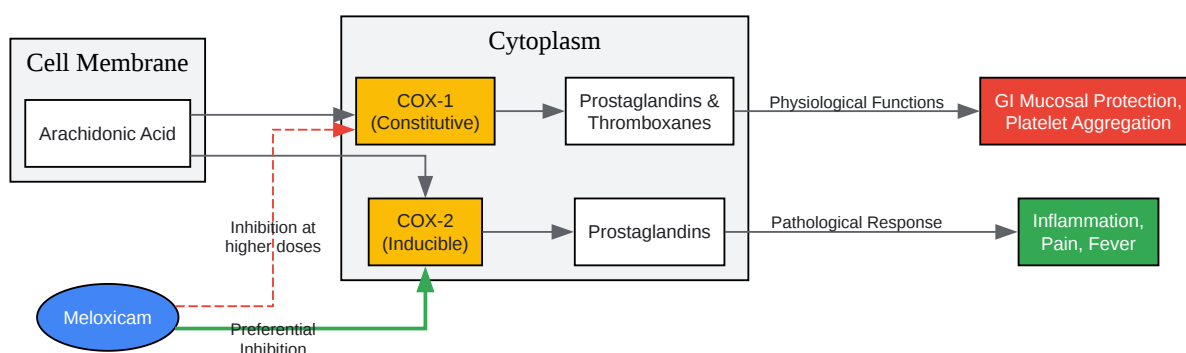 Cell Membrane
Arachidonic Acid
Cytoplasm
COX-1
(Constitutive)
Prostaglandins &
Thromboxanes
Physiological Functions
GI Mucosal Protection,
Platelet Aggregation
COX-2
(Inducible)
Prostaglandins
Pathological Response
Inflammation,
Pain, Fever
Inhibition at
higher doses
Meloxicam
Preferential
Inhibition